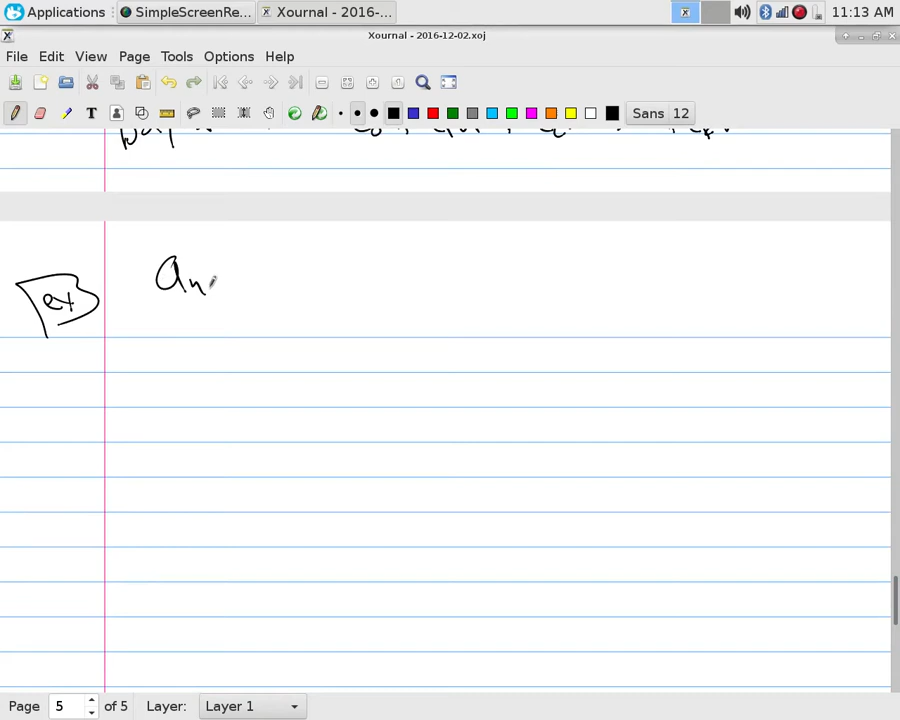 Applications SimpleScreenRe... Xournal - 2016-... 11:13 AM
Xournal - 2016-12-02.xoj
File Edit View Page Tools Options Help
T Sans 12
ex
an
Page 5 of 5 Layer: Layer 1